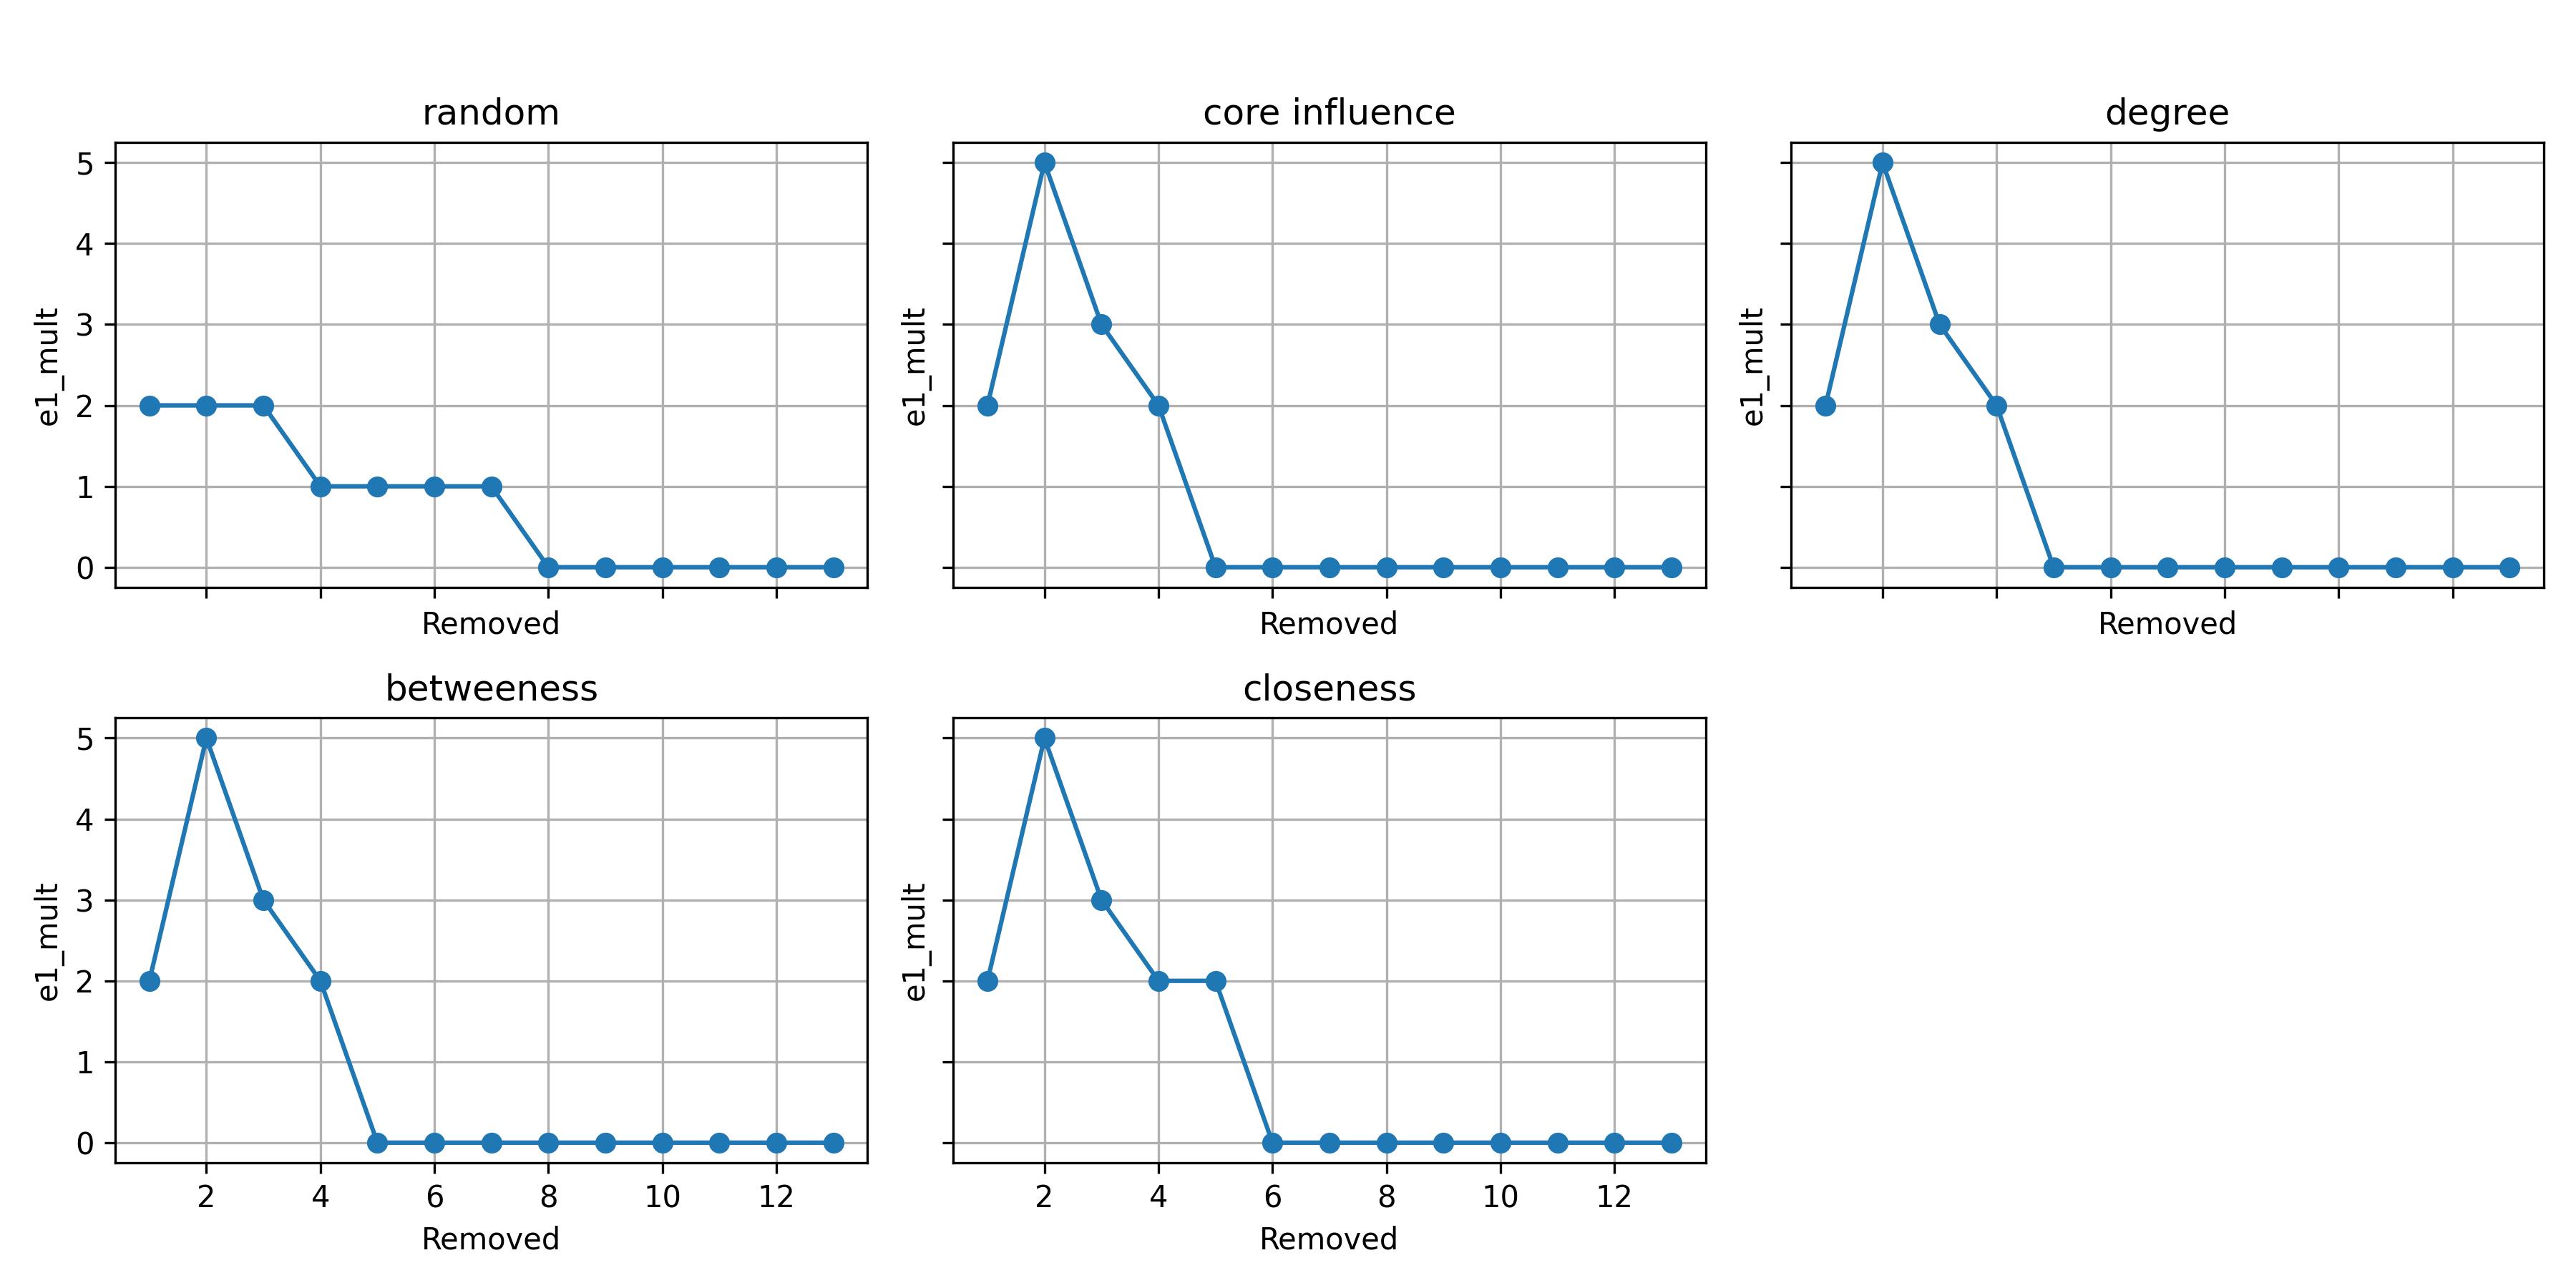 random
core influence
degree
5
4
3
2
1
0
e1_mult
e1_mult
e1_mult
Removed
Removed
Removed
betweeness
closeness
5
4
3
2
1
0
e1_mult
e1_mult
2 4 6 8 10 12
2 4 6 8 10 12
Removed
Removed